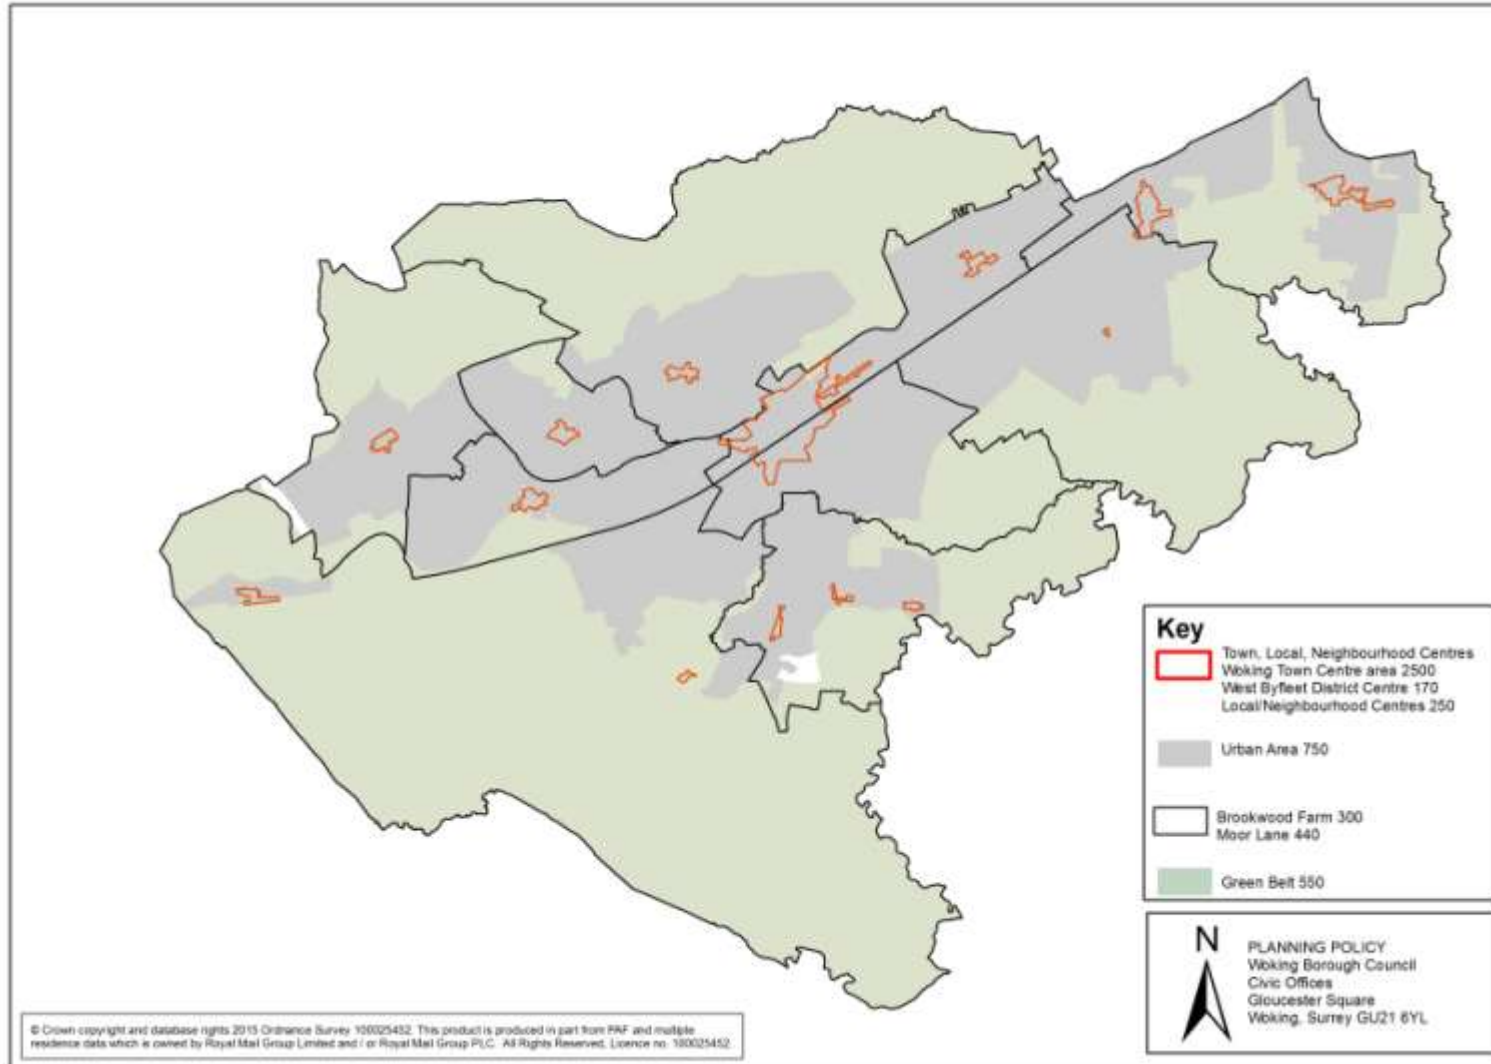 Key
Town, Local, Neighbourhood Centres
Woking Town Centre area 2500
West Byfleet District Centre 170
Local/Neighbourhood Centres 250
Urban Area 750
Brookwood Farm 300
Moor Lane 440
Green Belt 550
N
PLANNING POLICY
Woking Borough Council
Civic Offices
Gloucester Square
Woking, Surrey GU21 6YL
© Crown copyright and database rights 2015 Ordnance Survey 100025452. This product is produced in part from PAF and multiple
residence data which is owned by Royal Mail Group Limited and / or Royal Mail Group PLC. All Rights Reserved, Licence no. 100025452